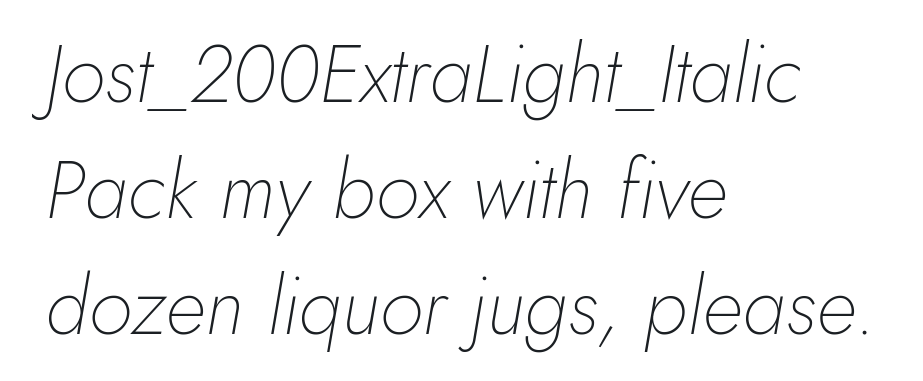 Jost_200ExtraLight_Italic
Pack my box with five
dozen liquor jugs, please.